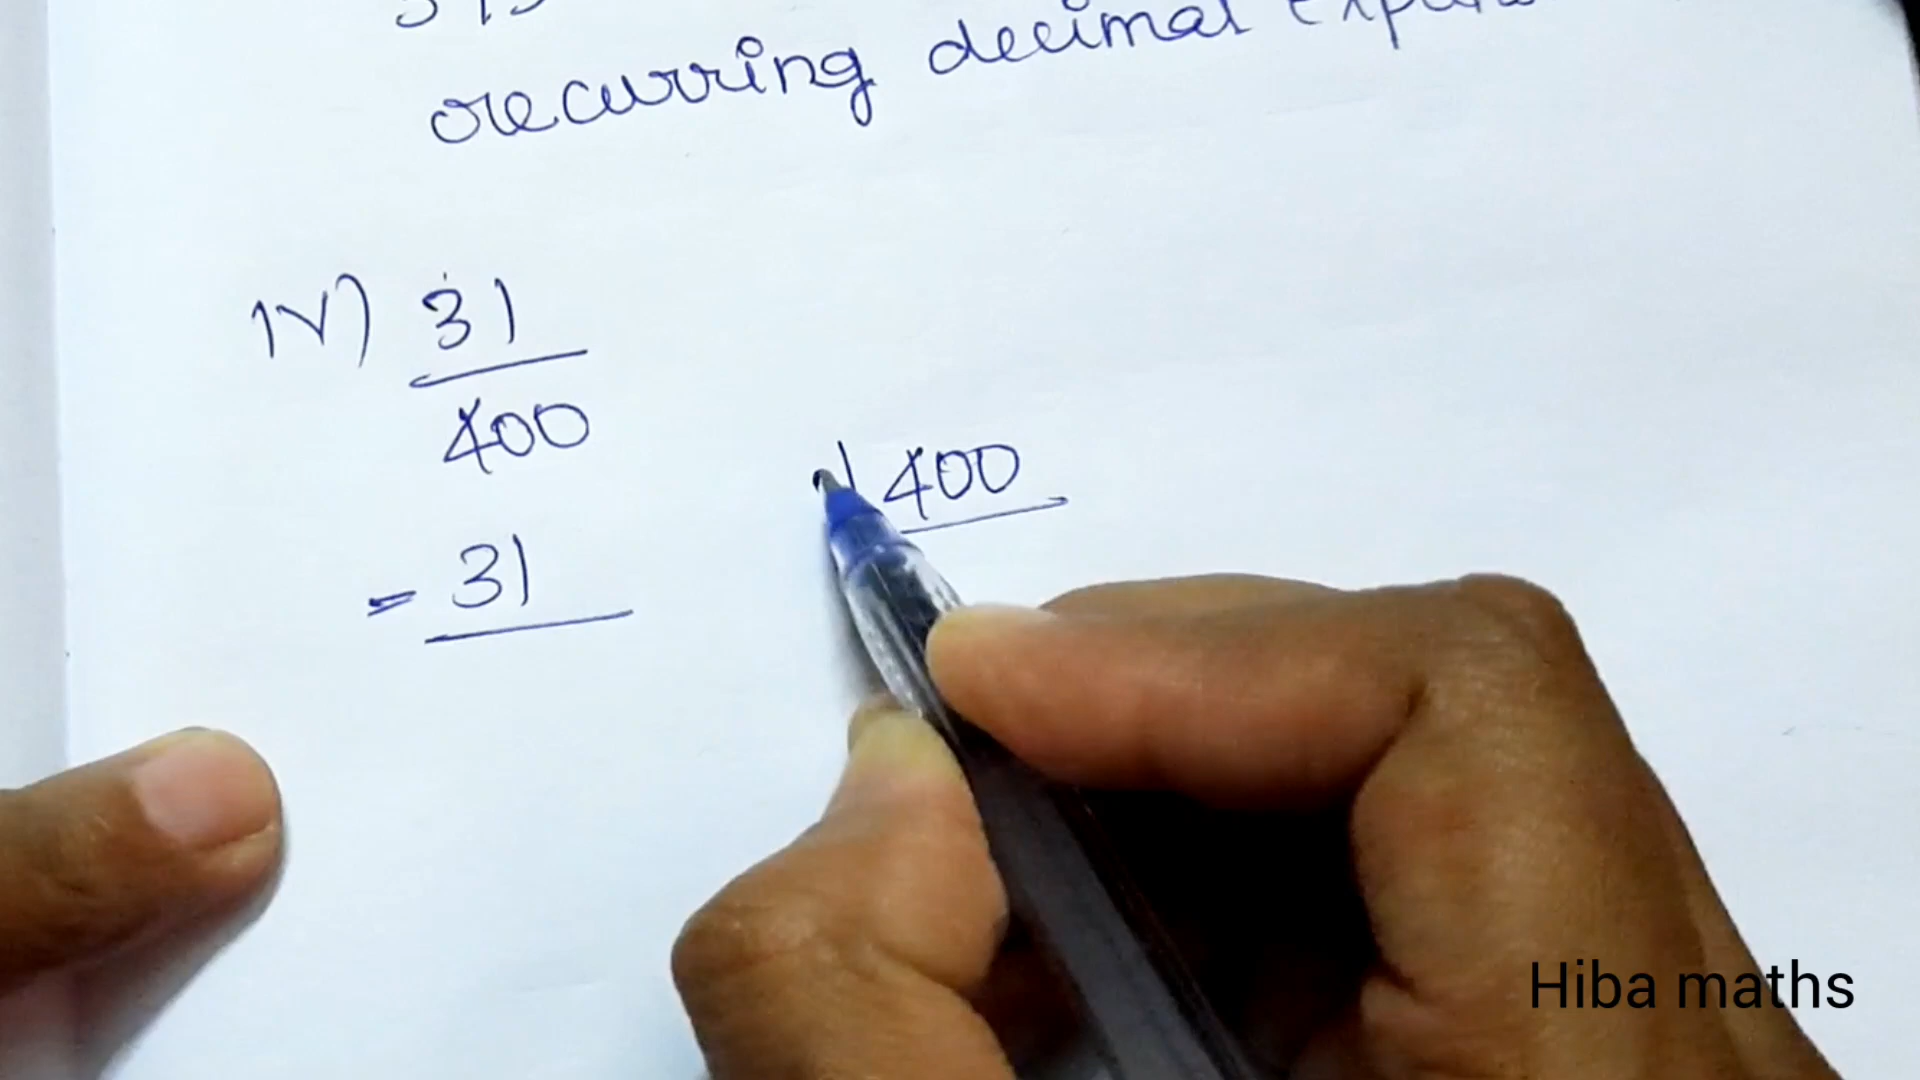 recurring decimal
IV) 31
400
400
= 31
Hiba maths